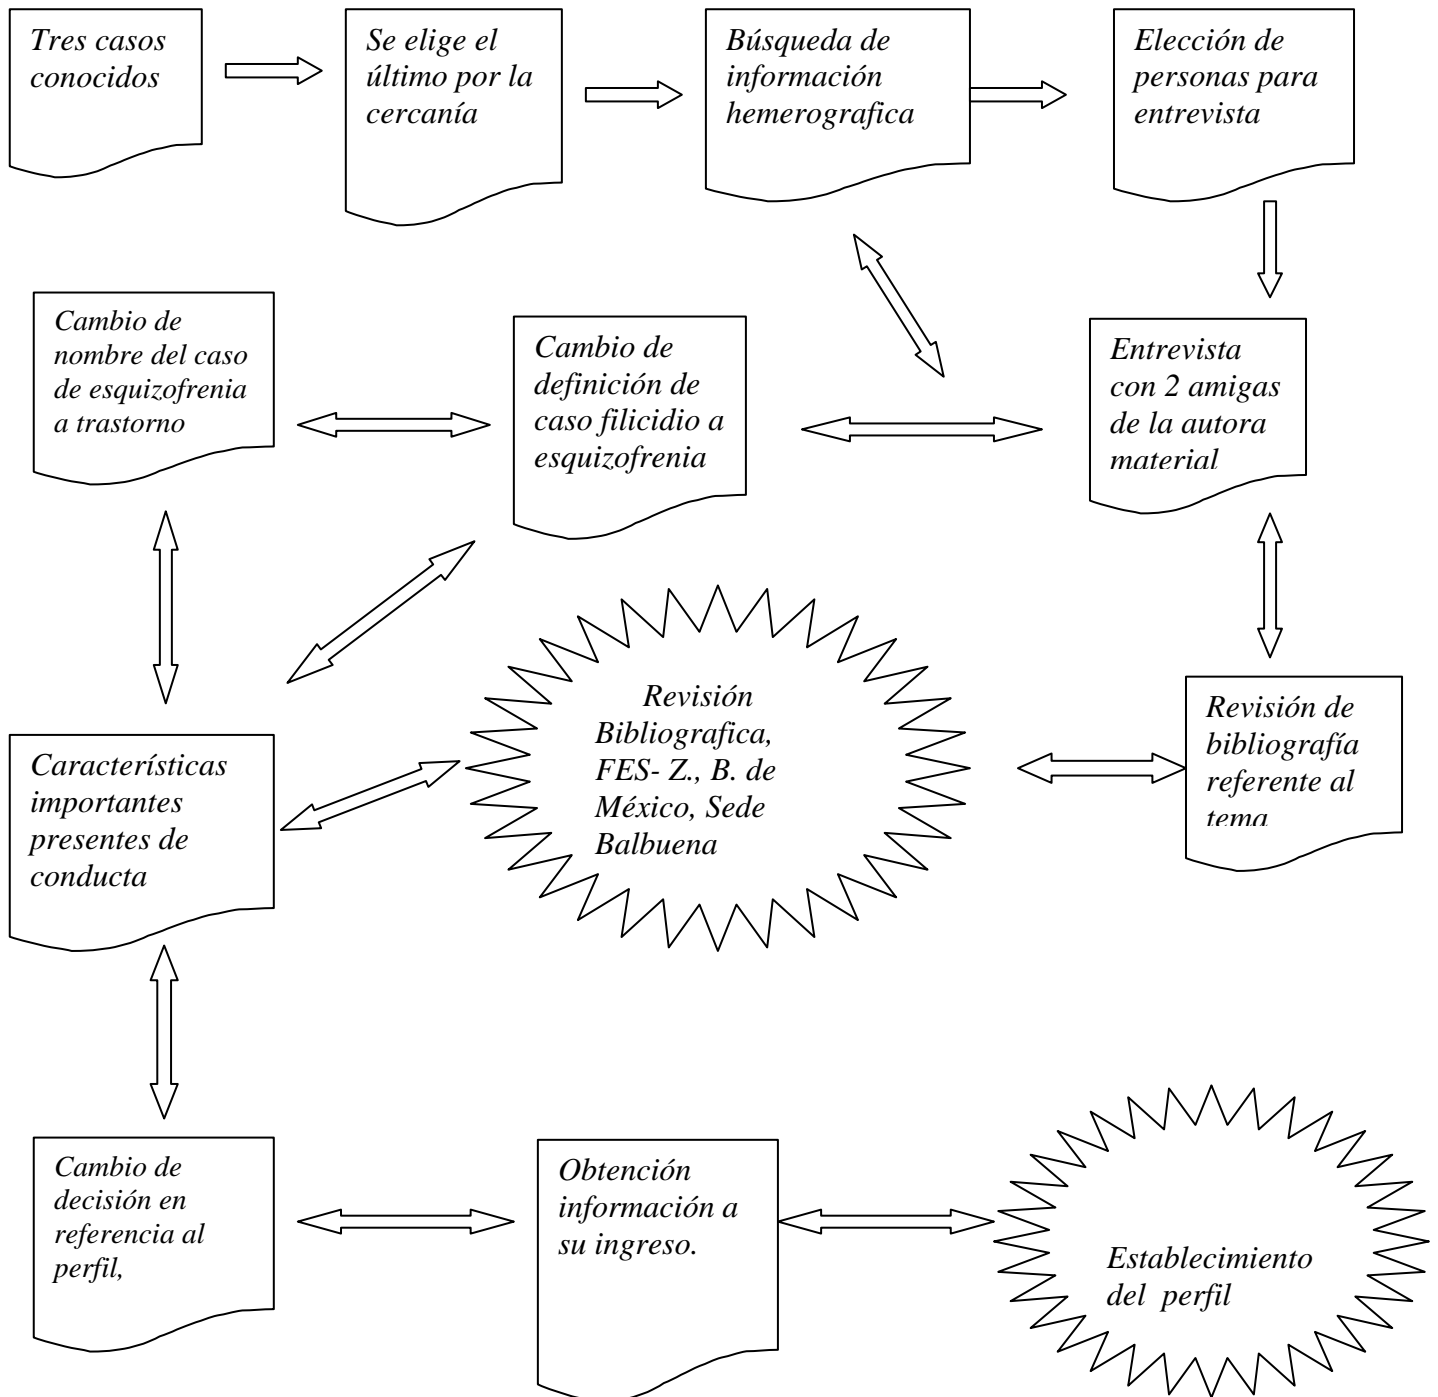 Tres casos
conocidos
Se elige el
último por la
cercanía
Búsqueda de
información
hemerografica
Elección de
personas para
entrevista
Cambio de
nombre del caso
de esquizofrenia
a trastorno
Cambio de
definición de
caso filicidio a
esquizofrenia
Entrevista
con 2 amigas
de la autora
material
Revisión
Bibliografica,
FES- Z., B. de
México, Sede
Balbuena
Revisión de
bibliografía
referente al
tema
Características
importantes
presentes de
conducta
Cambio de
decisión en
referencia al
perfil,
Obtención
información a
su ingreso.
Establecimiento
del perfil